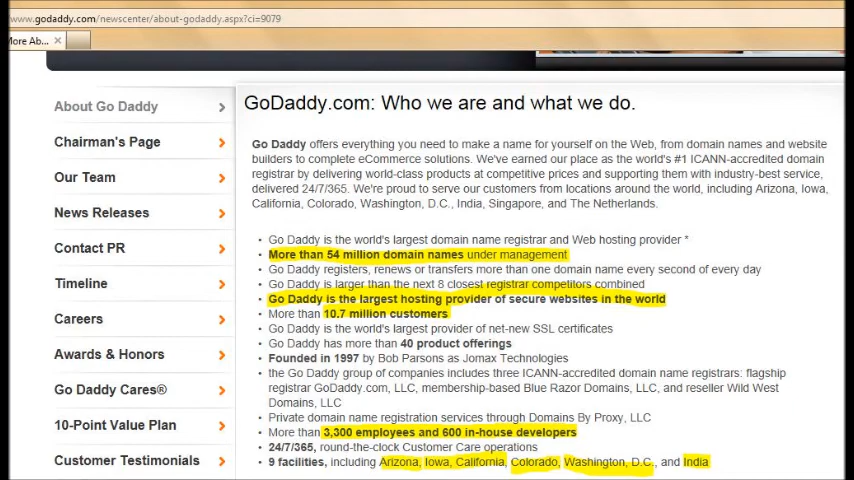 www.godaddy.com/newscenter/about-godaddy.aspx?ci=9079
More Ab...
About Go Daddy
Chairman's Page
Our Team
News Releases
Contact PR
Timeline
Careers
Awards & Honors
Go Daddy Cares®
10-Point Value Plan
Customer Testimonials
GoDaddy.com: Who we are and what we do.
Go Daddy offers everything you need to make a name for yourself on the Web, from domain names and website
builders to complete eCommerce solutions. We've earned our place as the world's #1 ICANN-accredited domain
registrar by delivering world-class products at competitive prices and supporting them with industry-best service,
delivered 24/7/365. We're proud to serve our customers from locations around the world, including Arizona, Iowa,
California, Colorado, Washington, D.C., India, Singapore, and The Netherlands.
• Go Daddy is the world's largest domain name registrar and Web hosting provider *
• More than 54 million domain names under management
• Go Daddy registers, renews or transfers more than one domain name every second of every day
• Go Daddy is larger than the next 8 closest registrar competitors combined
• Go Daddy is the largest hosting provider of secure websites in the world
• More than 10.7 million customers
• Go Daddy is the world's largest provider of net-new SSL certificates
• Go Daddy has more than 40 product offerings
• Founded in 1997 by Bob Parsons as Jomax Technologies
• the Go Daddy group of companies includes three ICANN-accredited domain name registrars: flagship
registrar GoDaddy.com, LLC, membership-based Blue Razor Domains, LLC, and reseller Wild West
Domains, LLC
• Private domain name registration services through Domains By Proxy, LLC
• More than 3,300 employees and 600 in-house developers
• 24/7/365, round-the-clock Customer Care operations
• 9 facilities, including Arizona, Iowa, California, Colorado, Washington, D.C., and India